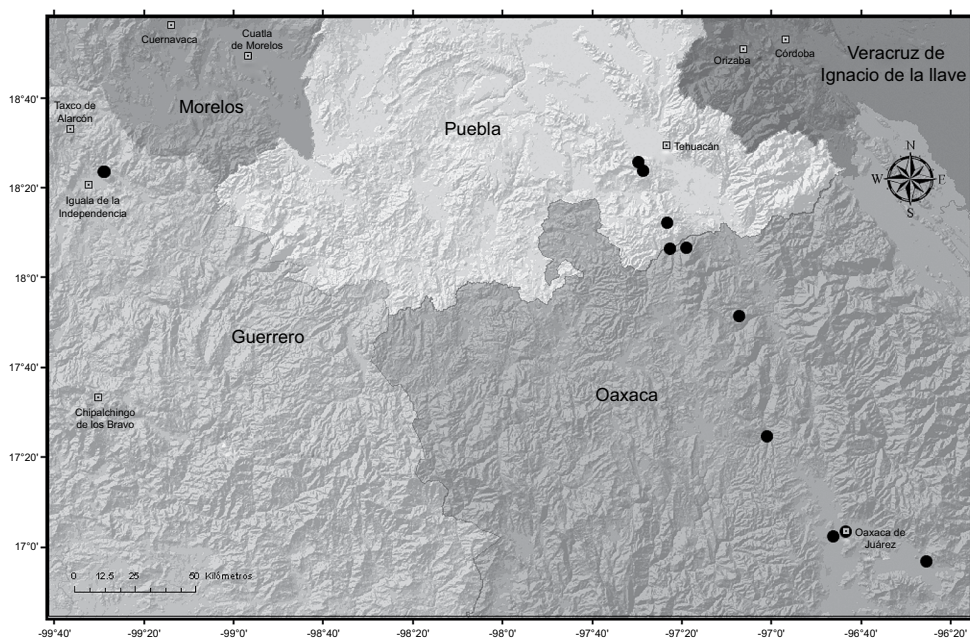 Cuernavaca
Cuatla
de Morelos
Orizaba
Córdoba
Veracruz de
Ignacio de la llave
18°40'
Taxco de
Alarcón
Morelos
Puebla
Tehuacán
N
W
E
S
18°20'
Iguala de la
Independencia
18°0'
Guerrero
17°40'
Oaxaca
Chipalchingo
de los Bravo
17°20'
17°0'
Oaxaca de
Juárez
0 12.5 25 50 Kilómetros
-99°40' -99°20' -99°0' -98°40' -98°20' -98°0' -97°40' -97°20' -97°0' -96°40' -96°20'